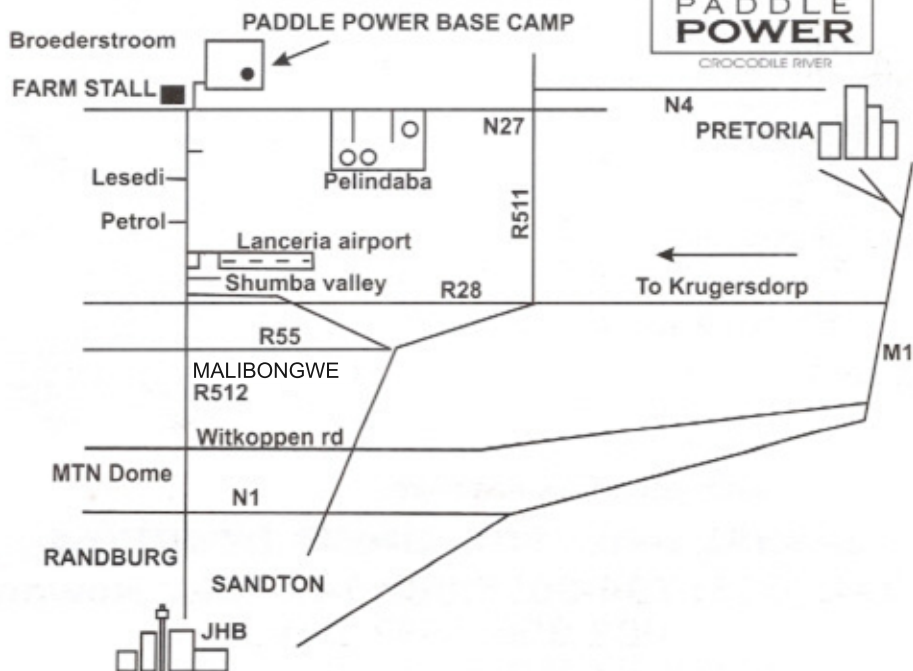 PADDLE POWER BASE CAMP
PADDLE
POWER
CROCODILE RIVER
Broederstroom
FARM STALL
N27
N4
PRETORIA
Lesedi
Pelindaba
Petrol
R511
Lanceria airport
Shumba valley
R28
To Krugersdorp
R55
M1
MALIBONGWE
R512
Witkoppen rd
MTN Dome
N1
RANDBURG
SANDTON
JHB